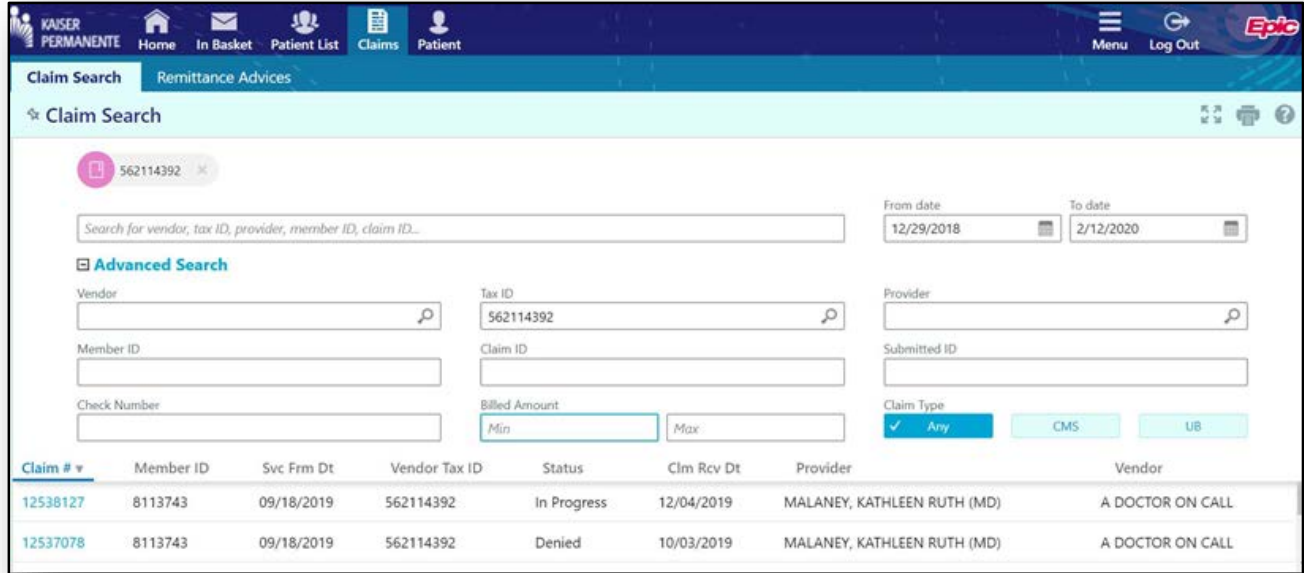 KAISER
PERMANENTE
Home In Basket Patient List Claims Patient Menu Log Out Epic
Claim Search Remittance Advices
Claim Search
562114392
From date To date
Search for vendor, tax ID, provider, member ID, claim ID... 12/29/2018 2/12/2020
Advanced Search
Vendor Tax ID Provider
562114392
Member ID Claim ID Submitted ID
Check Number Billed Amount Claim Type
Min Max Any CMS UB
Claim # Member ID Svc Frm Dt Vendor Tax ID Status Clm Rcv Dt Provider Vendor
12538127 8113743 09/18/2019 562114392 In Progress 12/04/2019 MALANEY, KATHLEEN RUTH (MD) A DOCTOR ON CALL
12537078 8113743 09/18/2019 562114392 Denied 10/03/2019 MALANEY, KATHLEEN RUTH (MD) A DOCTOR ON CALL